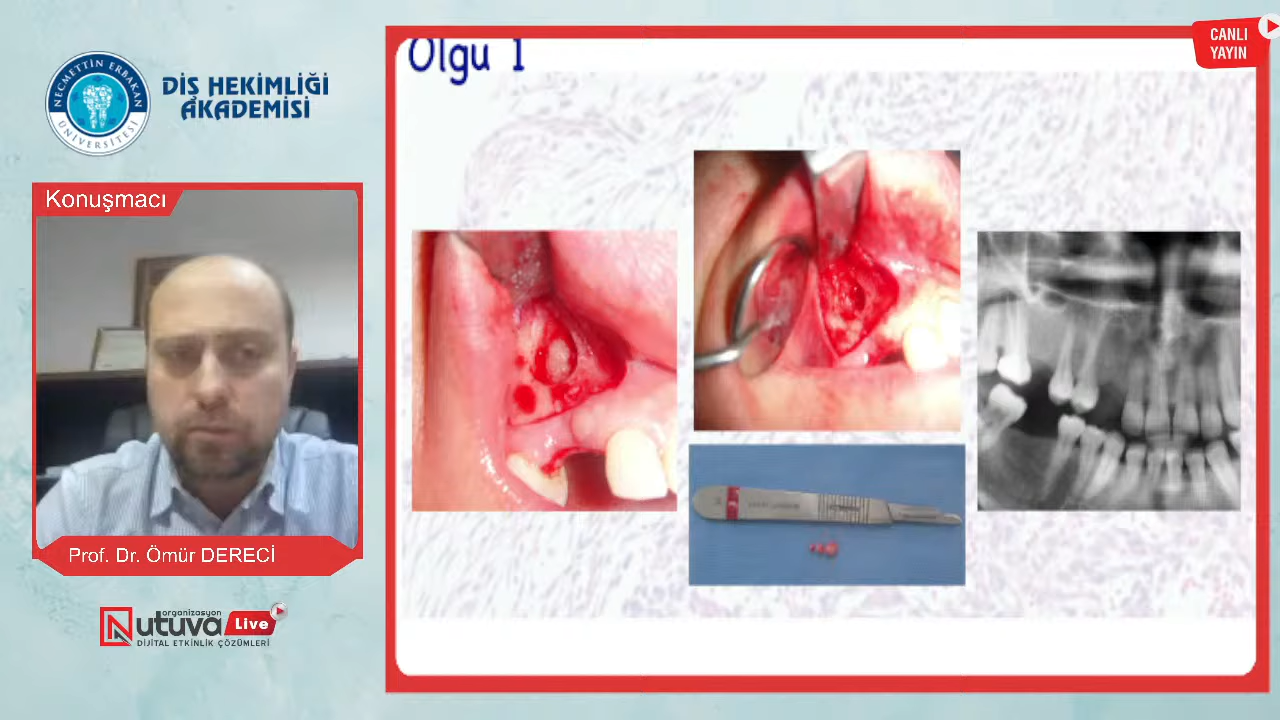 NECMETTİN ERBAKAN
ÜNİVERSİTESİ
DİŞ HEKİMLİĞİ
AKADEMİSİ
Konuşmacı
Prof. Dr. Ömür DERECİ
organizasyon
Nutuva Live
DİJİTAL ETKİNLİK ÇÖZÜMLERİ
Olgu 1
CANLI
YAYIN